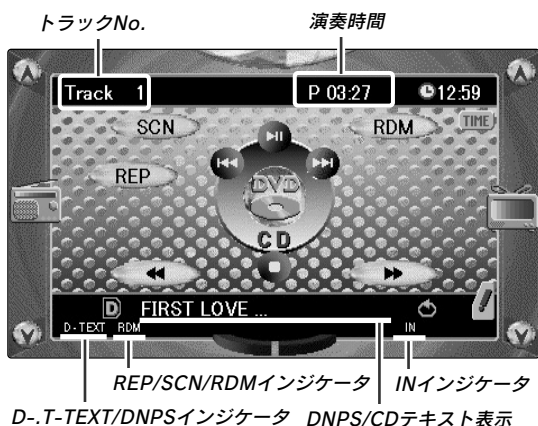 トラックNo.
演奏時間
Track 1
P 03:27
12:59
SCN
RDM
TIME
REP
DVD
CD
D
FIRST LOVE ...
D-TEXT
RDM
IN
REP/SCN/RDMインジケータ
INインジケータ
D-.T-TEXT/DNPSインジケータ
DNPS/CDテキスト表示